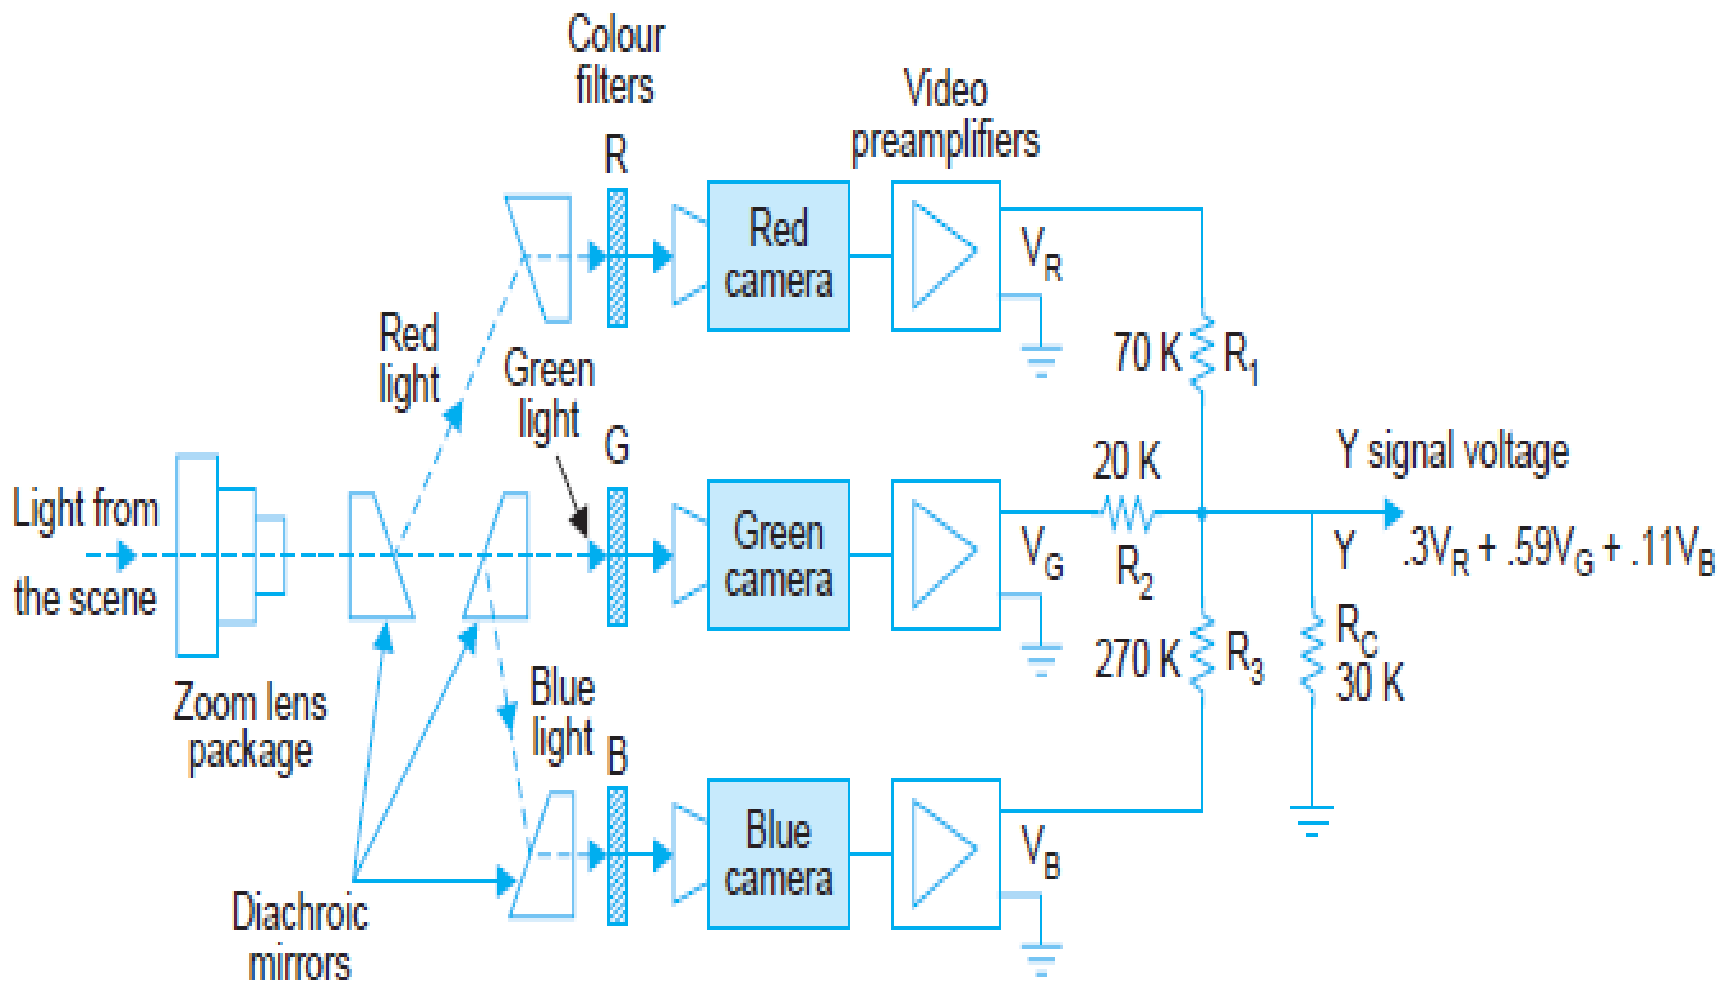 Colour
filters
Video
preamplifiers
R
Red
camera
V_R
Red
light
Green
light
70 K
R_1
G
20 K
Y signal voltage
Light from
the scene
Green
camera
V_G
R_2
Y
.3V_R + .59V_G + .11V_B
R_C
30 K
270 K
R_3
Zoom lens
package
Blue
light
B
Blue
camera
V_B
Diachroic
mirrors